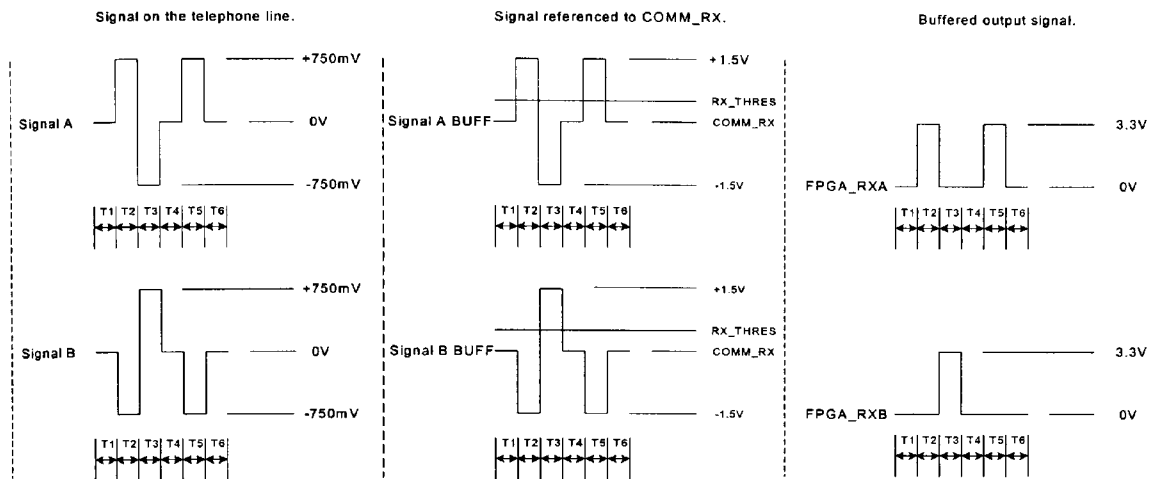 Signal on the telephone line.
Signal referenced to COMM_RX.
Buffered output signal.
+750mV
Signal A
0V
-750mV
T1 T2 T3 T4 T5 T6
+1.5V
RX_THRES
Signal A BUFF
COMM_RX
-1.5V
T1 T2 T3 T4 T5 T6
3.3V
FPGA_RXA
0V
T1 T2 T3 T4 T5 T6
+750mV
Signal B
0V
-750mV
T1 T2 T3 T4 T5 T6
+1.5V
RX_THRES
Signal B BUFF
COMM_RX
-1.5V
T1 T2 T3 T4 T5 T6
3.3V
FPGA_RXB
0V
T1 T2 T3 T4 T5 T6